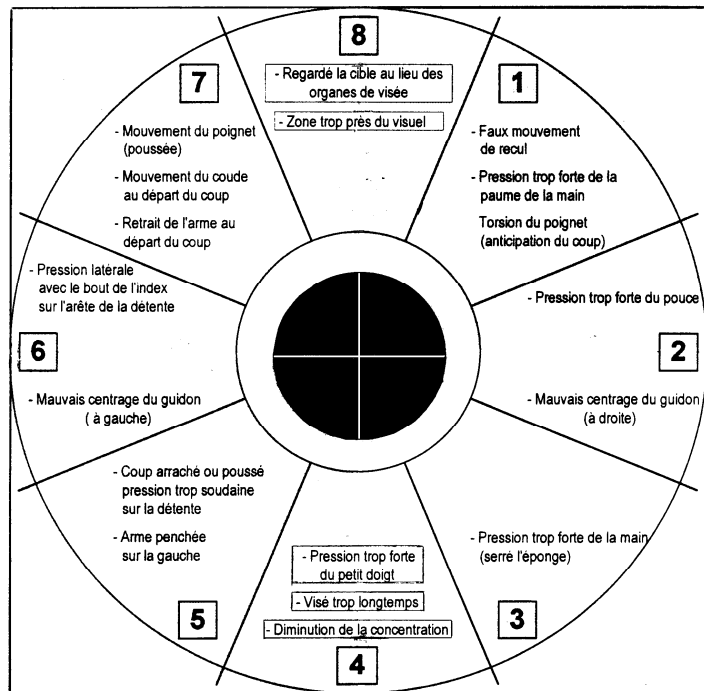 8
- Regardé la cible au lieu des
organes de visée
- Zone trop près du visuel
1
- Faux mouvement
de recul
- Pression trop forte de la
paume de la main
Torsion du poignet
(anticipation du coup)
- Pression trop forte du pouce
2
- Mauvais centrage du guidon
(à droite)
- Pression trop forte de la main
(serré l'éponge)
3
- Pression trop forte
du petit doigt
- Visé trop longtemps
- Diminution de la concentration
4
- Coup arraché ou poussé
pression trop soudaine
sur la détente
- Arme penchée
sur la gauche
5
- Pression latérale
avec le bout de l'index
sur l'arête de la détente
6
- Mauvais centrage du guidon
( à gauche)
7
- Mouvement du poignet
(poussée)
- Mouvement du coude
au départ du coup
- Retrait de l'arme au
départ du coup